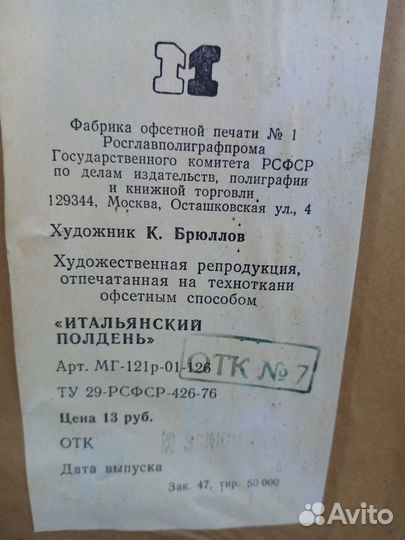 Фабрика офсетной печати № 1
Росглавполиграфпрома
Государственного комитета РСФСР
по делам издательств, полиграфии
и книжной торговли
129344, Москва, Осташковская ул., 4
Художник К. Брюллов
Художественная репродукция,
отпечатанная на техноткани
офсетным способом
«ИТАЛЬЯНСКИЙ
ПОЛДЕНЬ»
Арт. МГ-121р-01-126
ОТК № 7
ТУ 29-РСФСР-426-76
Цена 13 руб.
ОТК
Дата выпуска
Зак. 47, тир. 50 000
Avito